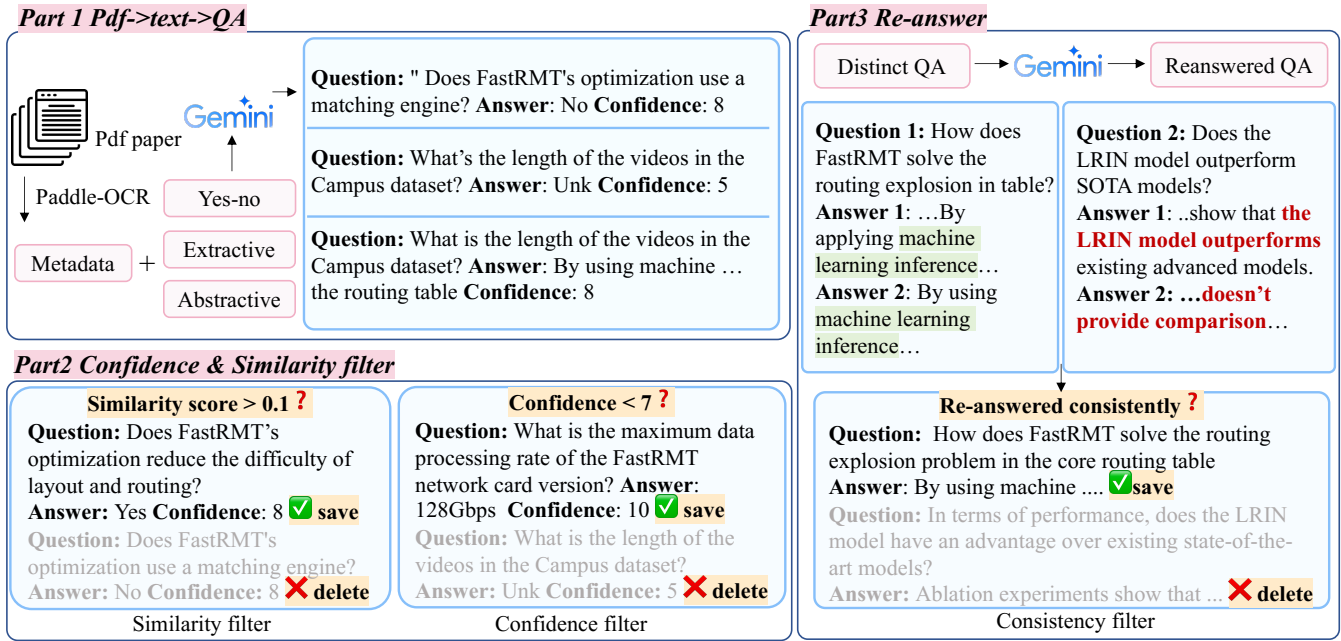 Part 1 Pdf->text->QA
Pdf paper
Paddle-OCR
Metadata
+
Gemini
Yes-no
Extractive
Abstractive
Question: " Does FastRMT's optimization use a
matching engine? Answer: No Confidence: 8
Question: What's the length of the videos in the
Campus dataset? Answer: Unk Confidence: 5
Question: What is the length of the videos in the
Campus dataset? Answer: By using machine …
the routing table Confidence: 8
Part2 Confidence & Similarity filter
Similarity score > 0.1 ?
Question: Does FastRMT's
optimization reduce the difficulty of
layout and routing?
Answer: Yes Confidence: 8 ✅ save
Question: Does FastRMT's
optimization use a matching engine?
Answer: No Confidence: 8 ❌ delete
Similarity filter
Confidence < 7 ?
Question: What is the maximum data
processing rate of the FastRMT
network card version? Answer:
128Gbps Confidence: 10 ✅ save
Question: What is the length of the
videos in the Campus dataset?
Answer: Unk Confidence: 5 ❌ delete
Confidence filter
Part3 Re-answer
Distinct QA
Gemini
Reanswered QA
Question 1: How does
FastRMT solve the
routing explosion in table?
Answer 1: …By
applying machine
learning inference…
Answer 2: By using
machine learning
inference…
Question 2: Does the
LRIN model outperform
SOTA models?
Answer 1: ..show that the
LRIN model outperforms
existing advanced models.
Answer 2: …doesn't
provide comparison…
Re-answered consistently ?
Question: How does FastRMT solve the routing
explosion problem in the core routing table
Answer: By using machine .... ✅save
Question: In terms of performance, does the LRIN
model have an advantage over existing state-of-the-
art models?
Answer: Ablation experiments show that ... ❌ delete
Consistency filter